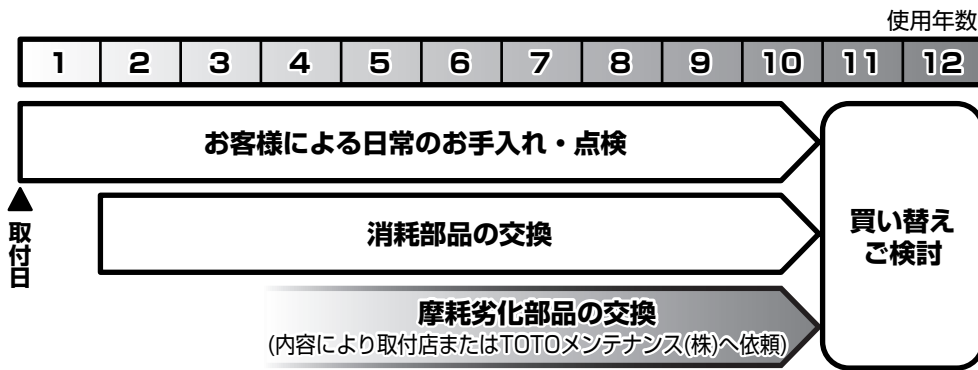 使用年数
1 2 3 4 5 6 7 8 9 10 11 12
お客様による日常のお手入れ・点検
取付日
消耗部品の交換
買い替え
ご検討
摩耗劣化部品の交換
(内容により取付店またはTOTOメンテナンス(株)へ依頼)